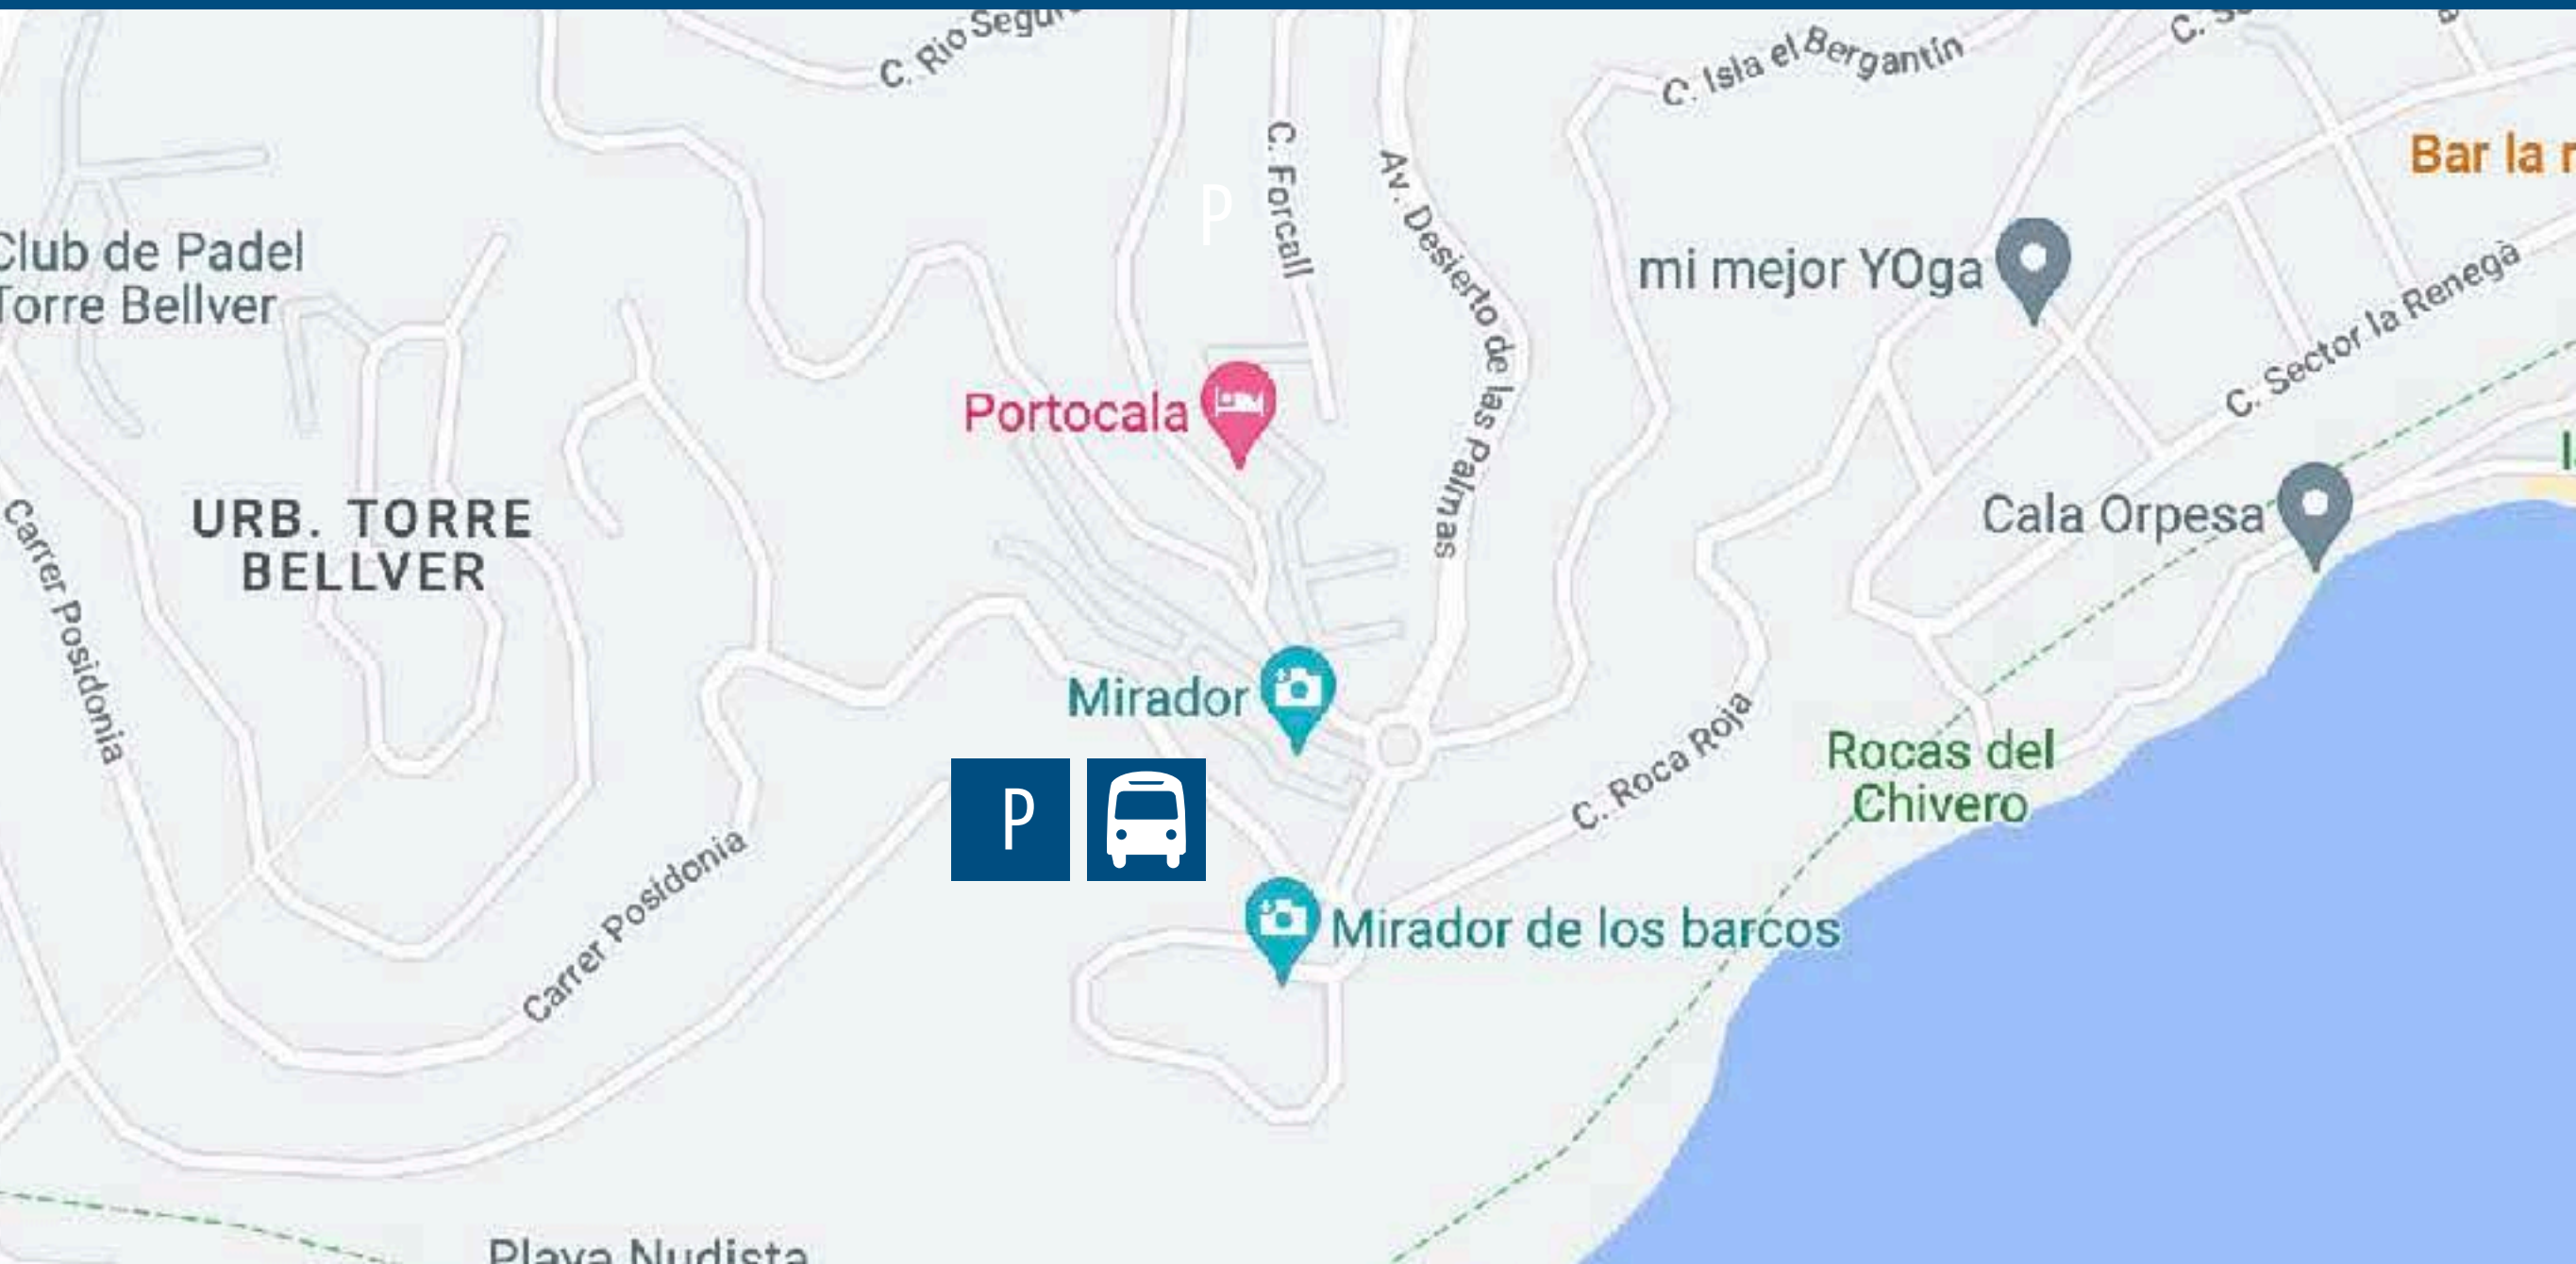 C. Rio Segur
C. Isla el Bergantín
C. Forcall
P
Av. Desierto de las Palmas
Bar la
Club de Padel
Torre Bellver
mi mejor YOga
C. Sector la Renegà
Portocala
Carrer Posidonia
URB. TORRE
BELLVER
Cala Orpesa
Mirador
C. Roca Roja
Rocas del
Chivero
P
Carrer Posidonia
Mirador de los barcos
Playa Nudista